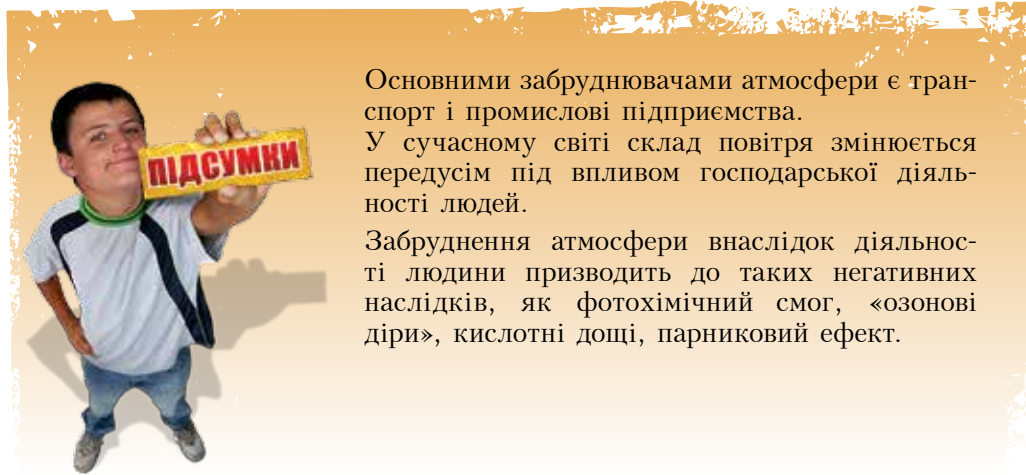 Основними забруднювачами атмосфери є тран-
спорт і промислові підприємства.
У сучасному світі склад повітря змінюється
передусім під впливом господарської діяль-
ності людей.
Забруднення атмосфери внаслідок діяльнос-
ті людини призводить до таких негативних
наслідків, як фотохімічний смог, «озонові
діри», кислотні дощі, парниковий ефект.
ПІДСУМКИ